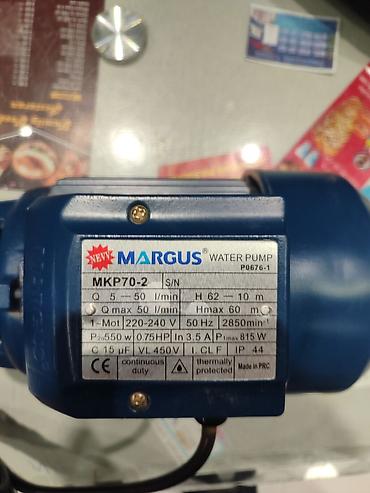 NEVV MARGUS® WATER PUMP
P0676-1
MKP70-2 S/N
Q 5—50 l/min H 62—10 m
Q max 50 l/min Hmax 60 m
1~Mot 220-240 V 50 Hz 2850min⁻¹
P₂ 550 w 0.75HP In 3.5 A P1max 815 W
C 15 µF VL 450V I. CL F IP 44
CE continuous duty thermally protected Made in PRC